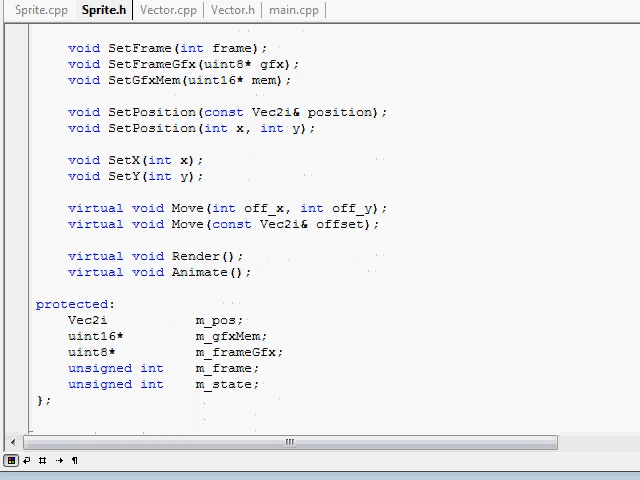 Sprite.cpp Sprite.h Vector.cpp Vector.h main.cpp
void SetFrame(int frame);
void SetFrameGfx(uint8* gfx);
void SetGfxMem(uint16* mem);
void SetPosition(const Vec2i& position);
void SetPosition(int x, int y);
void SetX(int x);
void SetY(int y);
virtual void Move(int off_x, int off_y);
virtual void Move(const Vec2i& offset);
virtual void Render();
virtual void Animate();
protected:
Vec2i m_pos;
uint16* m_gfxMem;
uint8* m_frameGfx;
unsigned int m_frame;
unsigned int m_state;
};